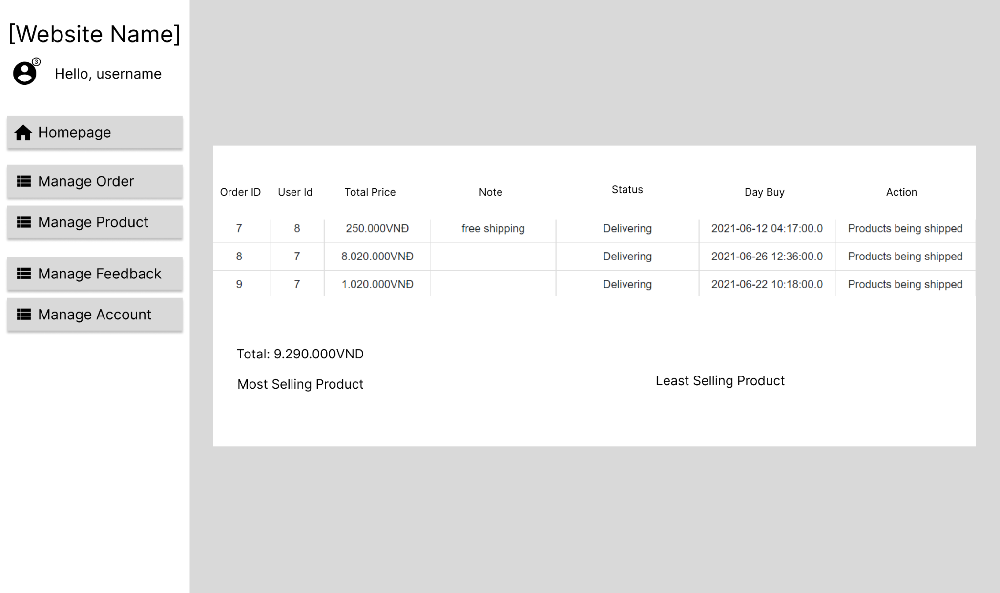 [Website Name]
3
Hello, username
Homepage
Manage Order
Manage Product
Manage Feedback
Manage Account
Order ID User Id Total Price Note Status Day Buy Action
7 8 250.000VNĐ free shipping Delivering 2021-06-12 04:17:00.0 Products being shipped
8 7 8.020.000VNĐ Delivering 2021-06-26 12:36:00.0 Products being shipped
9 7 1.020.000VNĐ Delivering 2021-06-22 10:18:00.0 Products being shipped
Total: 9.290.000VND
Most Selling Product Least Selling Product